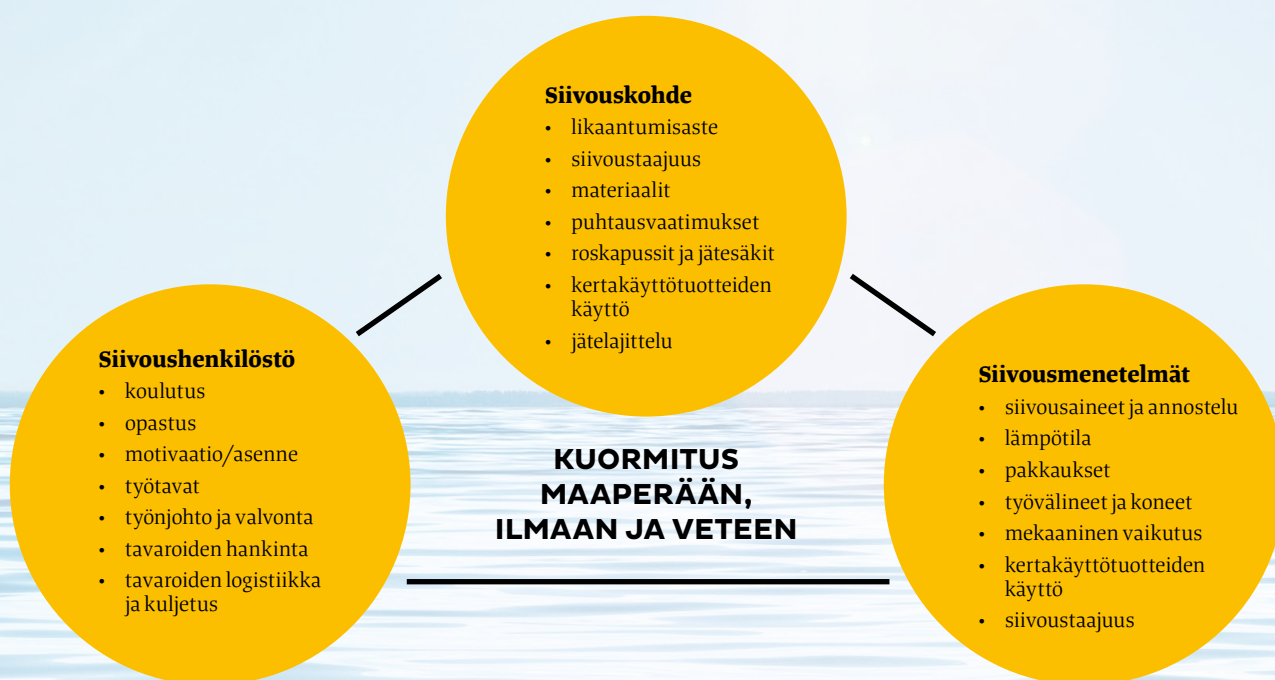 Siivouskohde
• likaantumisaste
• siivoustaajuus
• materiaalit
• puhtausvaatimukset
• roskapussit ja jätesäkit
• kertakäyttötuotteiden
käyttö
• jätelajittelu
Siivoushenkilöstö
• koulutus
• opastus
• motivaatio/asenne
• työtavat
• työnjohto ja valvonta
• tavaroiden hankinta
• tavaroiden logistiikka
ja kuljetus
KUORMITUS
MAAPERÄÄN,
ILMAAN JA VETEEN
Siivousmenetelmät
• siivousaineet ja annostelu
• lämpötila
• pakkaukset
• työvälineet ja koneet
• mekaaninen vaikutus
• kertakäyttötuotteiden
käyttö
• siivoustaajuus